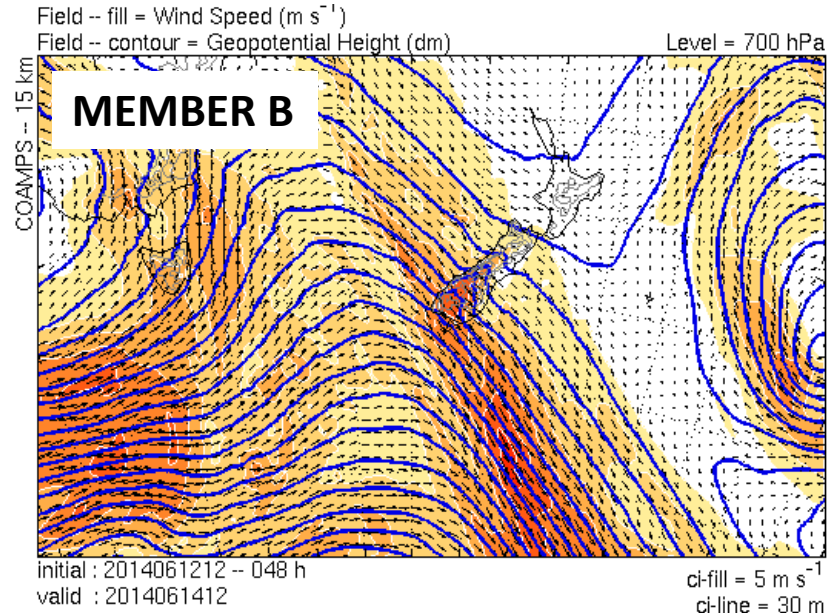 Field -- fill = Wind Speed (m s⁻¹)
Field -- contour = Geopotential Height (dm)
Level = 700 hPa
COAMPS -- 15 km
MEMBER B
initial : 2014061212 -- 048 h
valid : 2014061412
ci-fill = 5 m s⁻¹
ci-line = 30 m